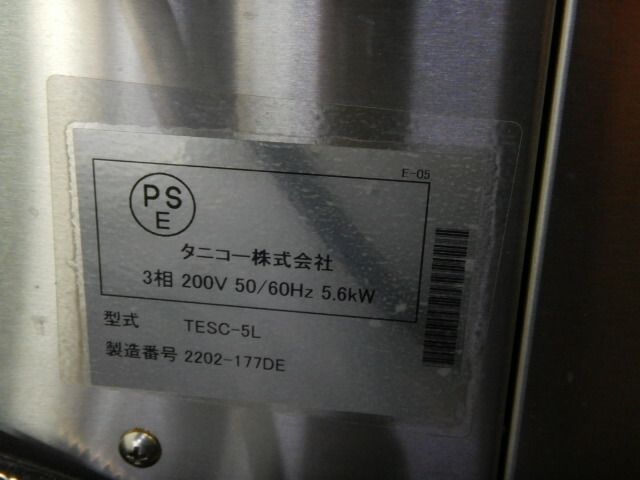 E-05
PS
E
タニコー株式会社
3相 200V 50/60Hz 5.6kW
型式 TESC-5L
製造番号 2202-177DE